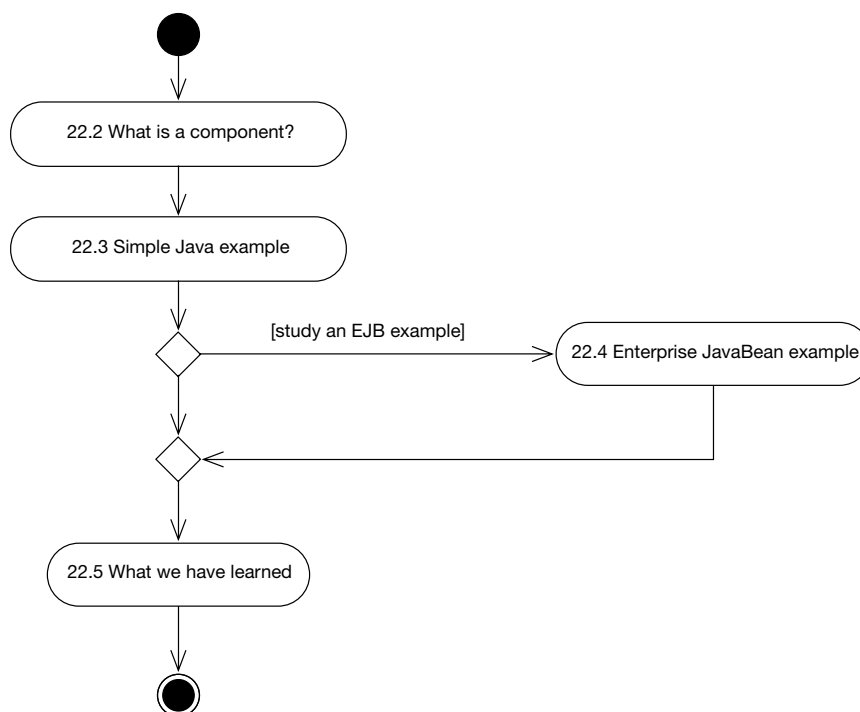 22.2 What is a component?
22.3 Simple Java example
[study an EJB example]
22.4 Enterprise JavaBean example
22.5 What we have learned